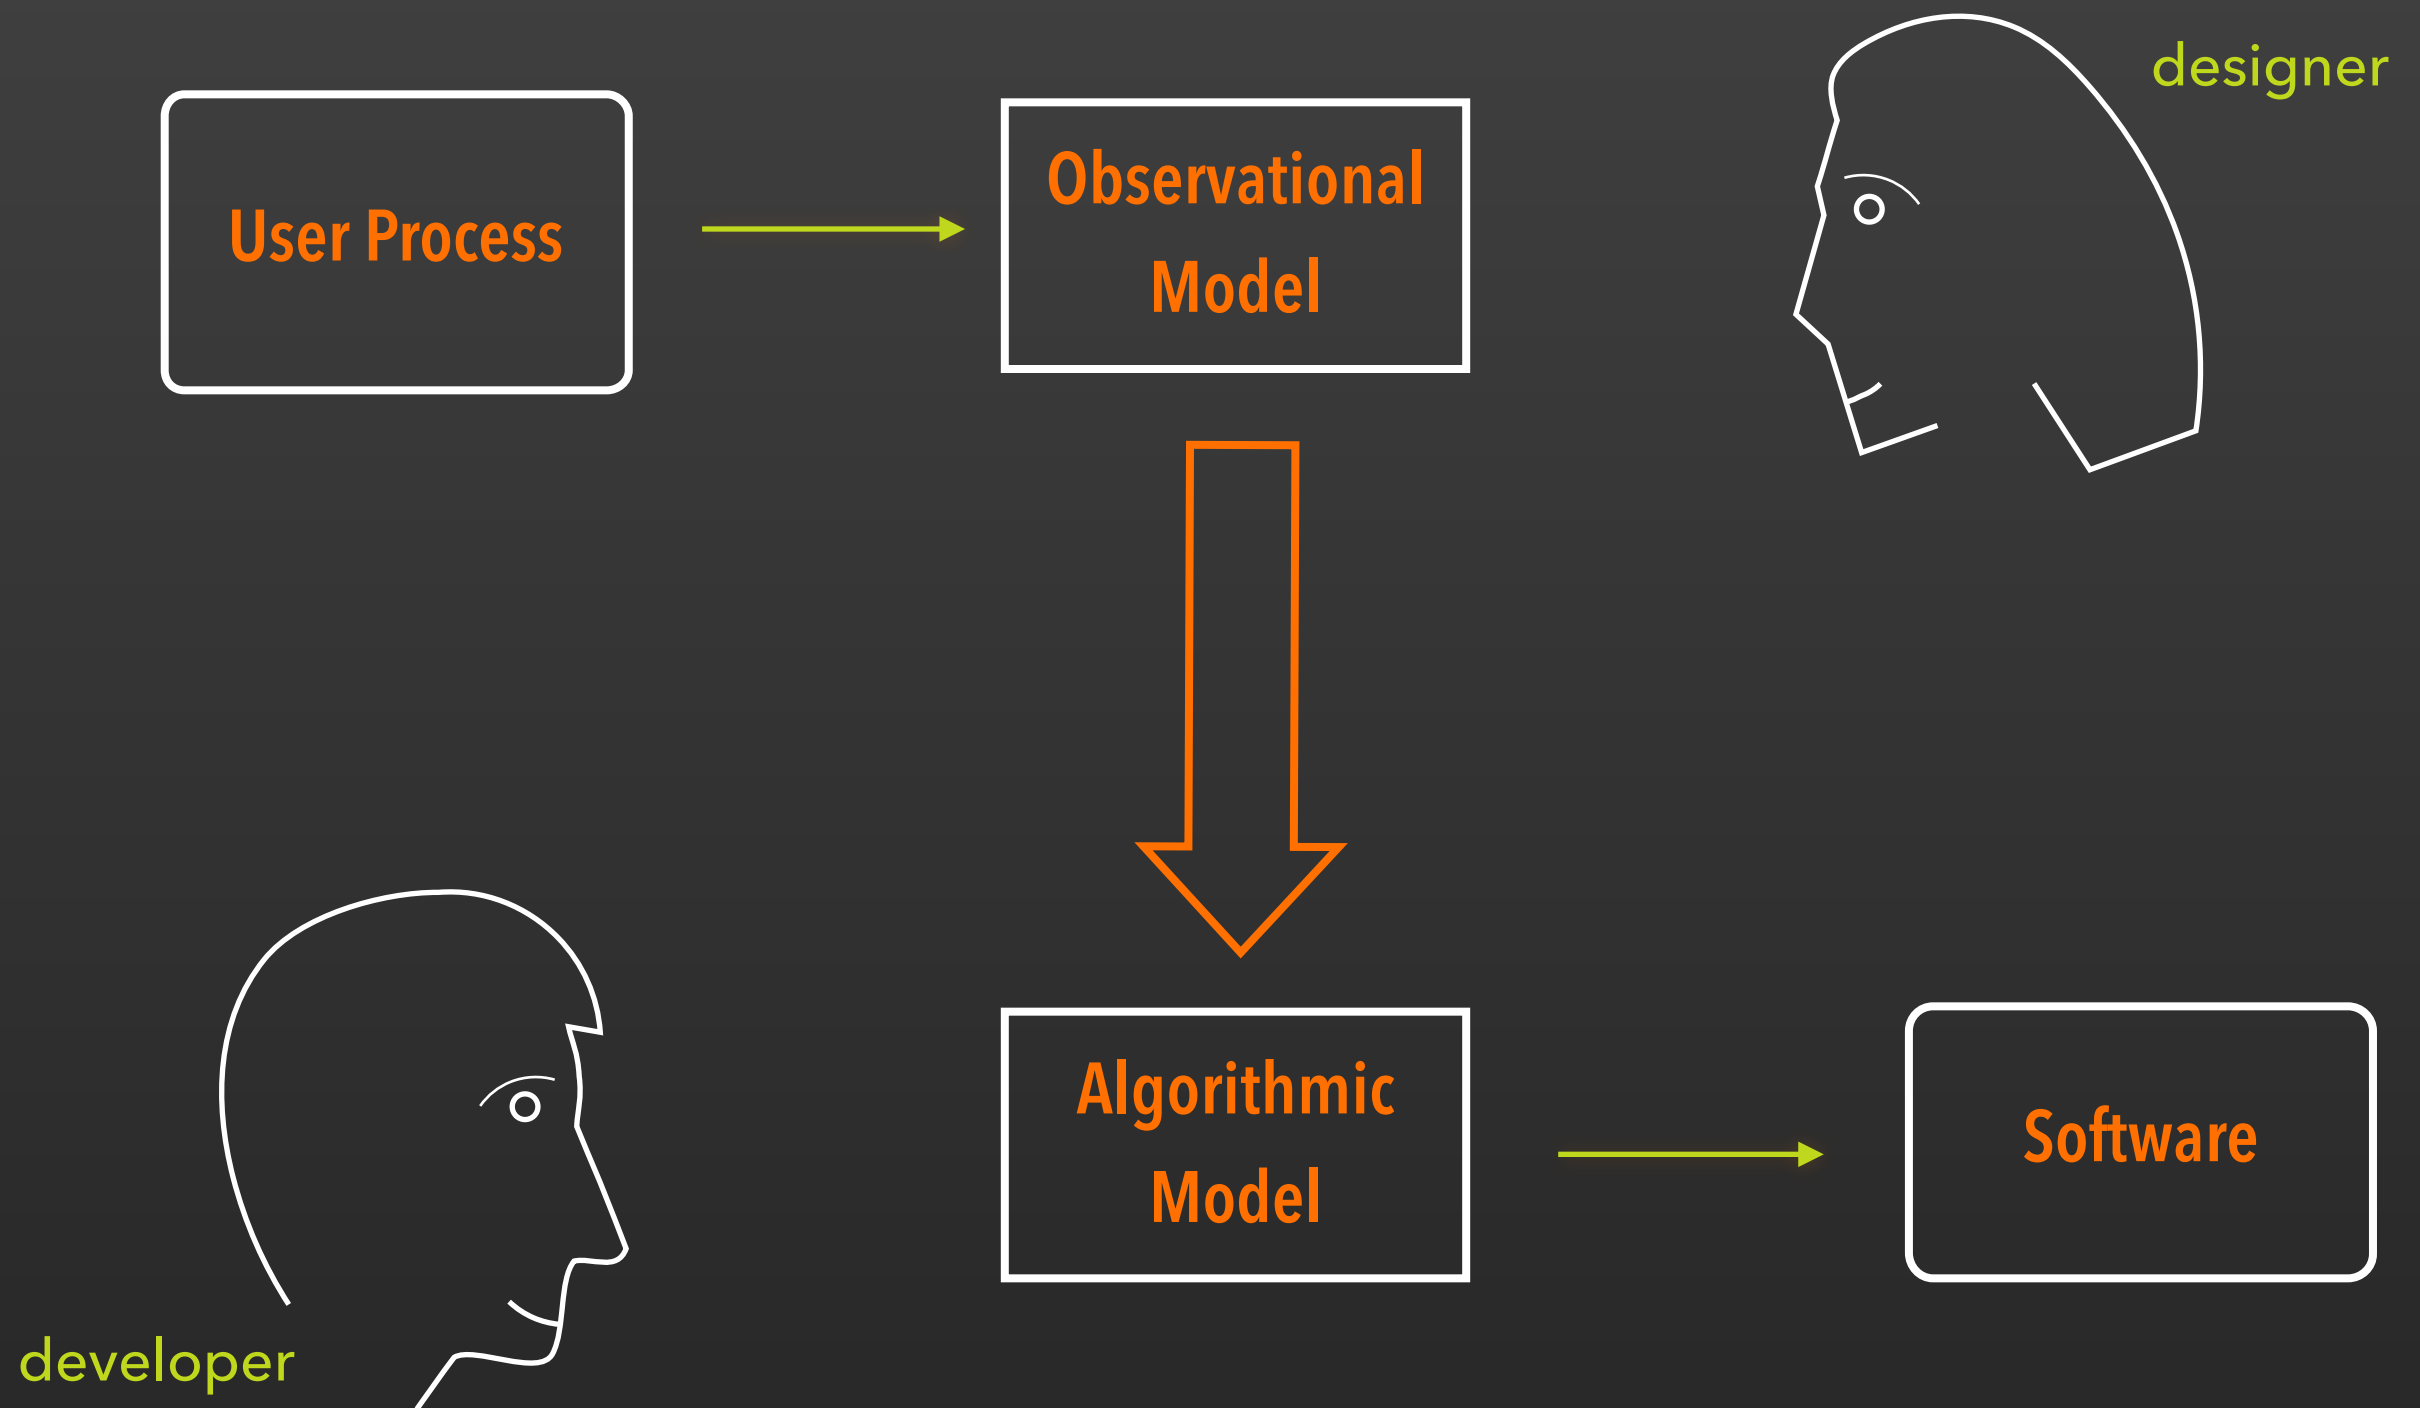 designer
User Process
Observational
Model
Algorithmic
Model
Software
developer